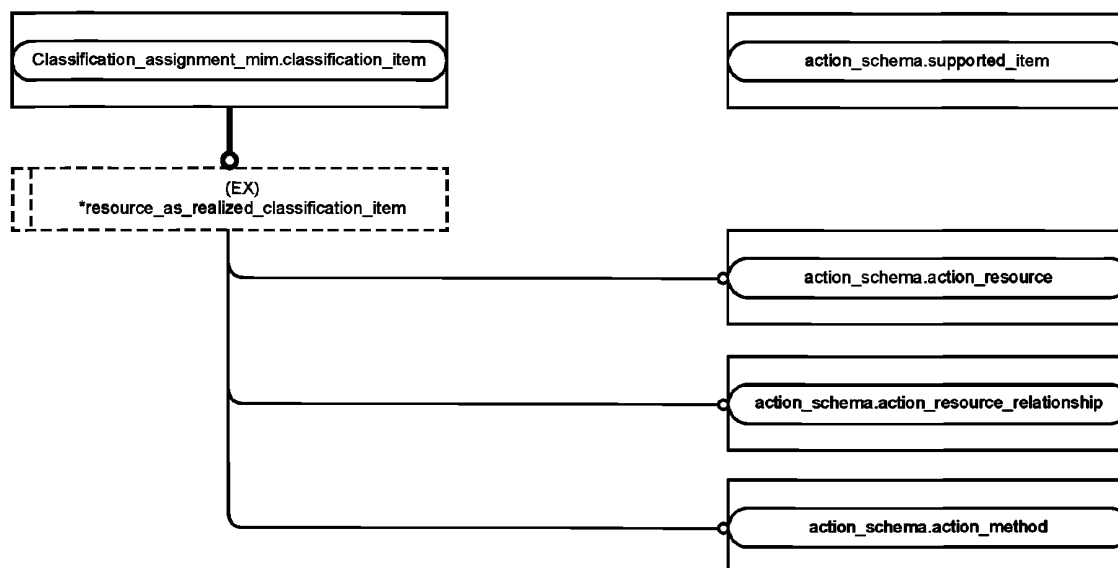 Classification_assignment_mim.classification_item
action_schema.supported_item
(EX)
*resource_as_realized_classification_item
action_schema.action_resource
action_schema.action_resource_relationship
action_schema.action_method